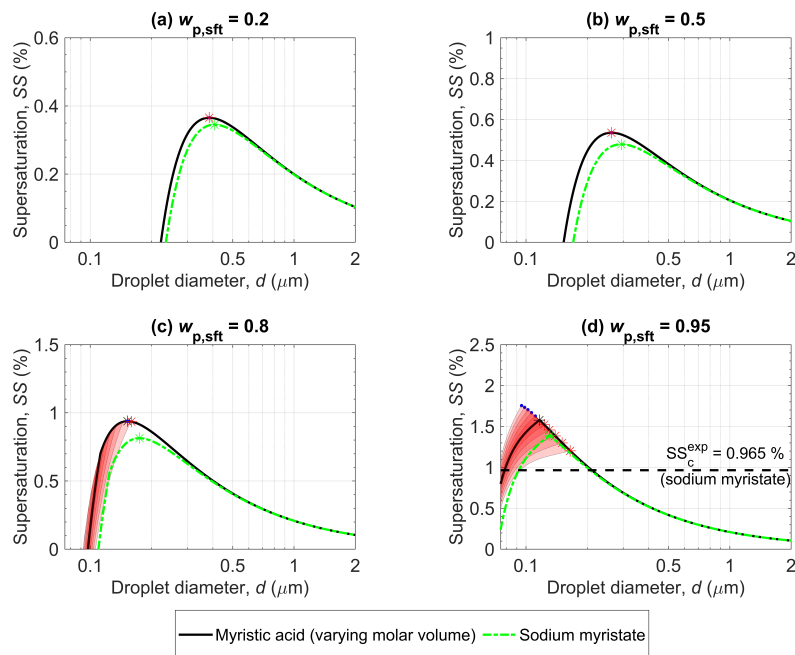 (a) w_p,sft = 0.2
0.6
0.4
0.2
0
Supersaturation, SS (%)
0.1 0.5 1 2
Droplet diameter, d (μm)
(b) w_p,sft = 0.5
1
0.8
0.6
0.4
0.2
0
Supersaturation, SS (%)
0.1 0.5 1 2
Droplet diameter, d (μm)
(c) w_p,sft = 0.8
1.5
1
0.5
0
Supersaturation, SS (%)
0.1 0.5 1 2
Droplet diameter, d (μm)
(d) w_p,sft = 0.95
2.5
2
1.5
1
0.5
0
Supersaturation, SS (%)
SS_c^exp = 0.965 %
(sodium myristate)
0.1 0.5 1 2
Droplet diameter, d (μm)
Myristic acid (varying molar volume) Sodium myristate